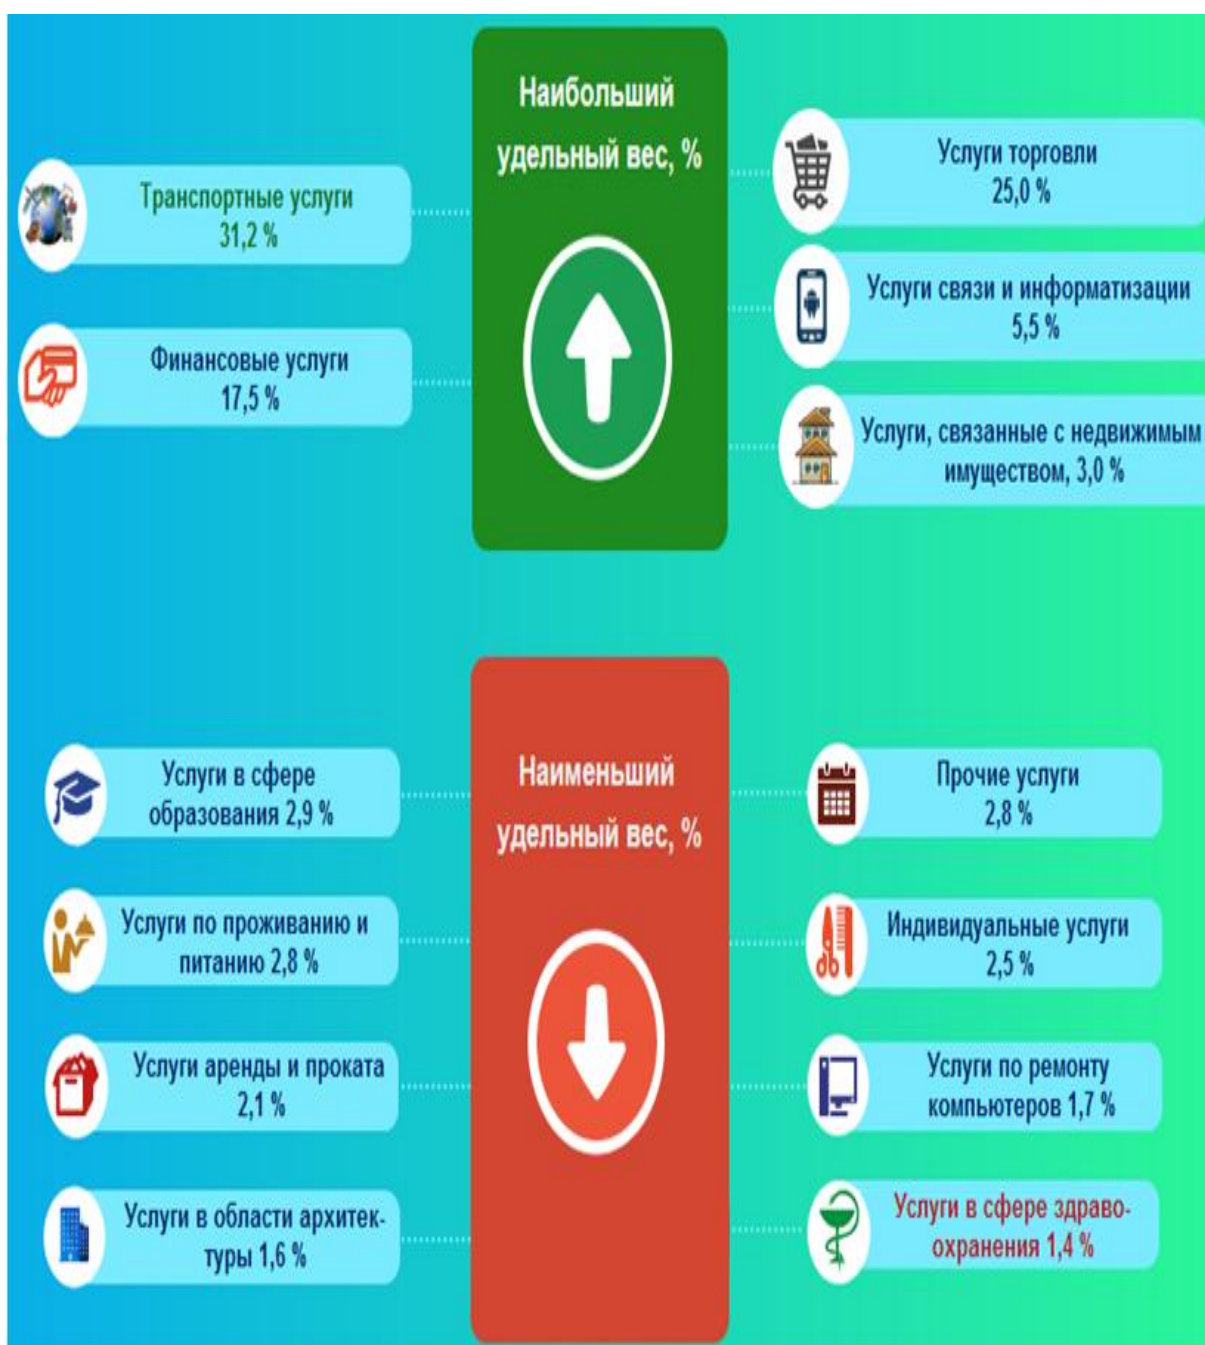 Наибольший
удельный вес, %
Транспортные услуги
31,2 %
Финансовые услуги
17,5 %
Услуги торговли
25,0 %
Услуги связи и информатизации
5,5 %
Услуги, связанные с недвижимым
имуществом, 3,0 %
Наименьший
удельный вес, %
Услуги в сфере
образования 2,9 %
Услуги по проживанию и
питанию 2,8 %
Услуги аренды и проката
2,1 %
Услуги в области архитек-
туры 1,6 %
Прочие услуги
2,8 %
Индивидуальные услуги
2,5 %
Услуги по ремонту
компьютеров 1,7 %
Услуги в сфере здраво-
охранения 1,4 %